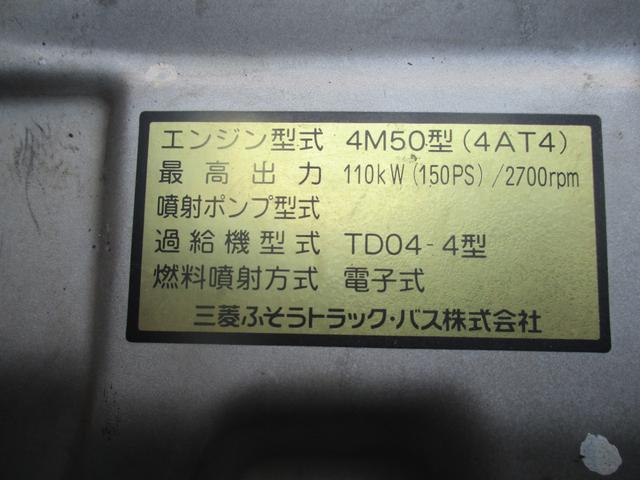 エンジン型式 4M50型(4AT4)
最高出力 110kW(150PS)/2700rpm
噴射ポンプ型式
過給機型式 TD04-4型
燃料噴射方式 電子式
三菱ふそうトラック・バス株式会社